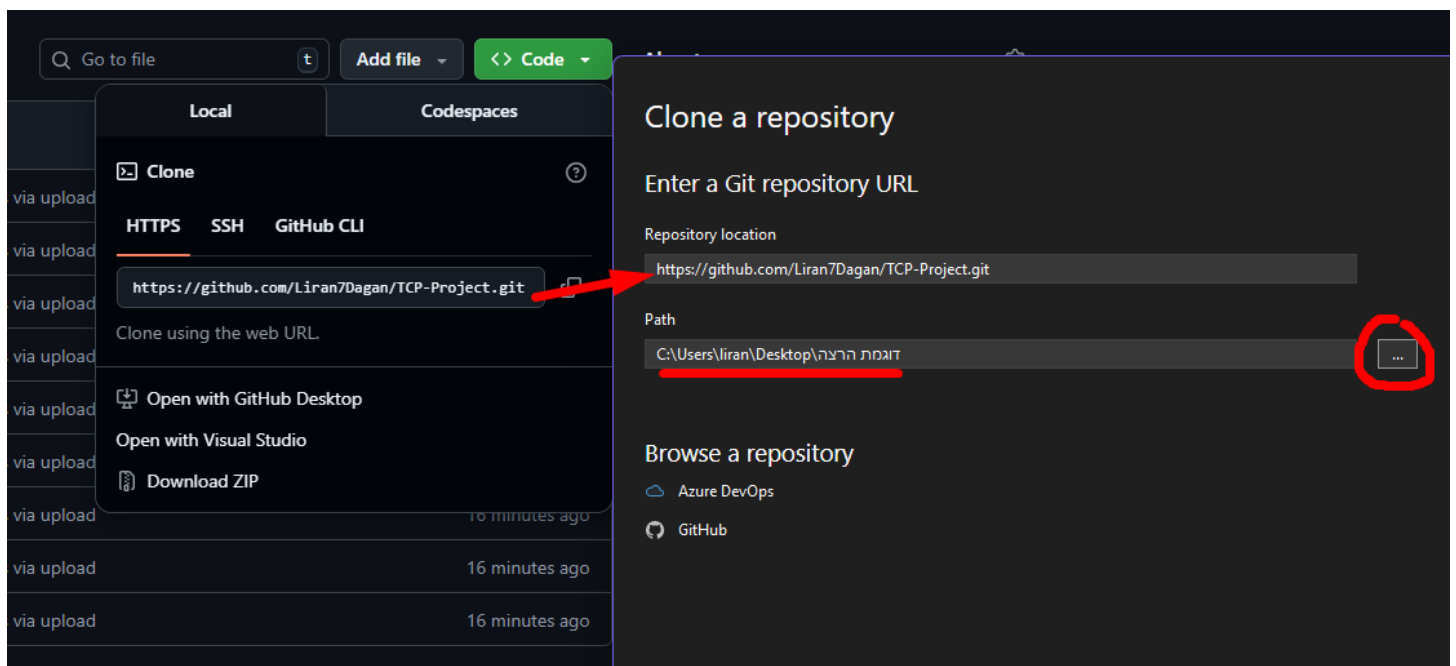 Go to file
t
Add file
<> Code
Local
Codespaces
Clone
HTTPS
SSH
GitHub CLI
https://github.com/Liran7Dagan/TCP-Project.git
Clone using the web URL.
Open with GitHub Desktop
Open with Visual Studio
Download ZIP
via upload
via upload
via upload
via upload
via upload
via upload
via upload
16 minutes ago
via upload
16 minutes ago
via upload
16 minutes ago
Clone a repository
Enter a Git repository URL
Repository location
https://github.com/Liran7Dagan/TCP-Project.git
Path
C:\Users\liran\Desktop\דוגמת הרצה
...
Browse a repository
Azure DevOps
GitHub